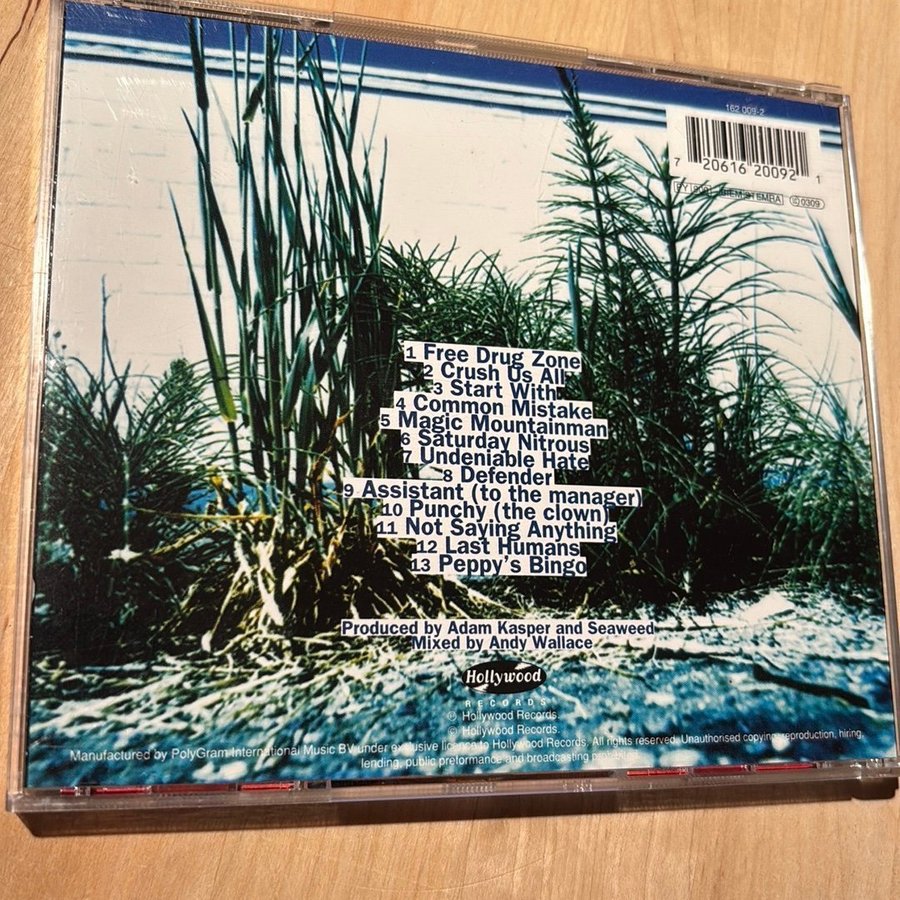 162 009-2
7 20616 20092 1
BIEM STEMRA
0309
1 Free Drug Zone
2 Crush Us All
3 Start With
4 Common Mistake
5 Magic Mountainman
6 Saturday Nitrous
7 Undeniable Hate
8 Defender
9 Assistant (to the manager)
10 Punchy (the clown)
11 Not Saying Anything
12 Last Humans
13 Peppy's Bingo
Produced by Adam Kasper and Seaweed
Mixed by Andy Wallace
Hollywood
RECORDS
℗ Hollywood Records.
© Hollywood Records.
Manufactured by PolyGram International Music BV under exclusive licence to Hollywood Records. All rights reserved. Unauthorised copying, reproduction, hiring,
lending, public preformance and broadcasting prohibited.